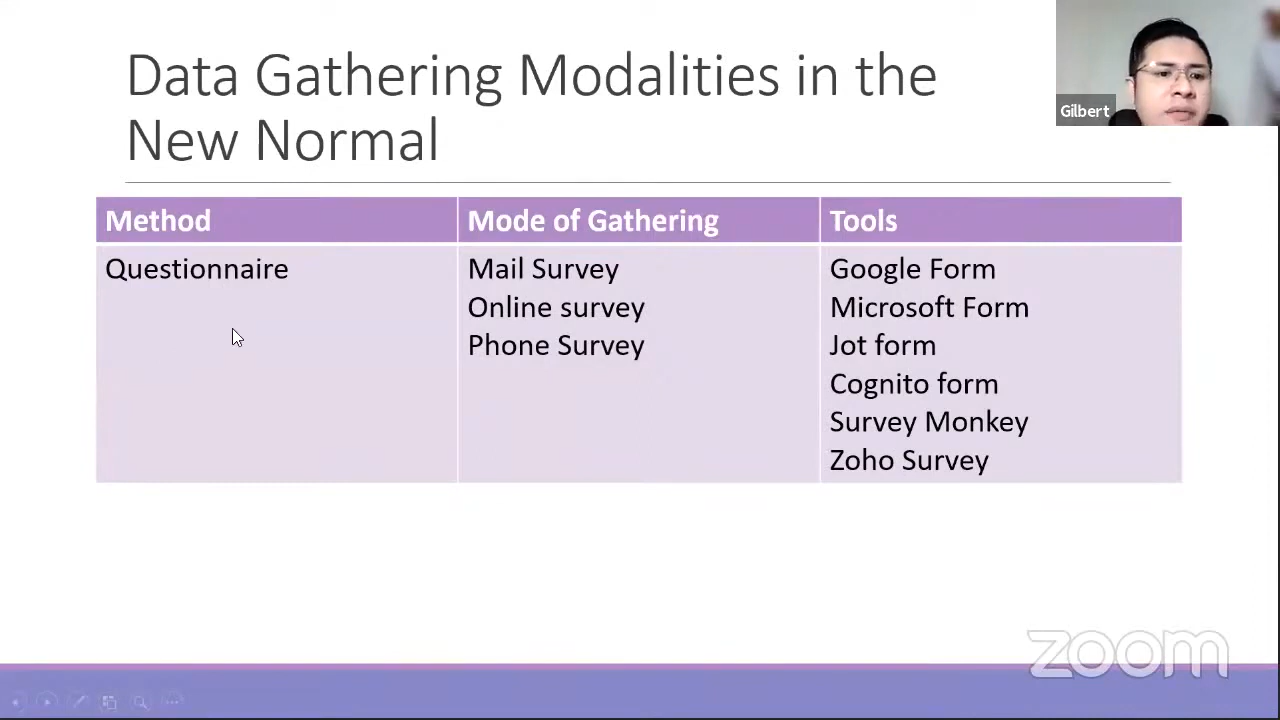 Data Gathering Modalities in the
New Normal
Gilbert
Method
Mode of Gathering
Tools
Questionnaire
Mail Survey
Online survey
Phone Survey
Google Form
Microsoft Form
Jot form
Cognito form
Survey Monkey
Zoho Survey
zoom